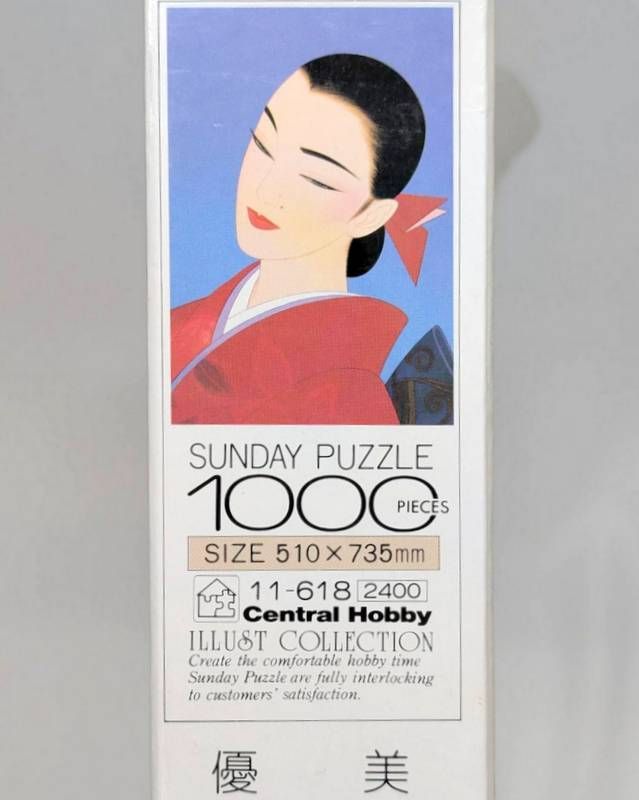 SUNDAY PUZZLE
1000 PIECES
SIZE 510×735mm
11-618 2400
Central Hobby
ILLUST COLLECTION
Create the comfortable hobby time
Sunday Puzzle are fully interlocking
to customers' satisfaction.
優 美